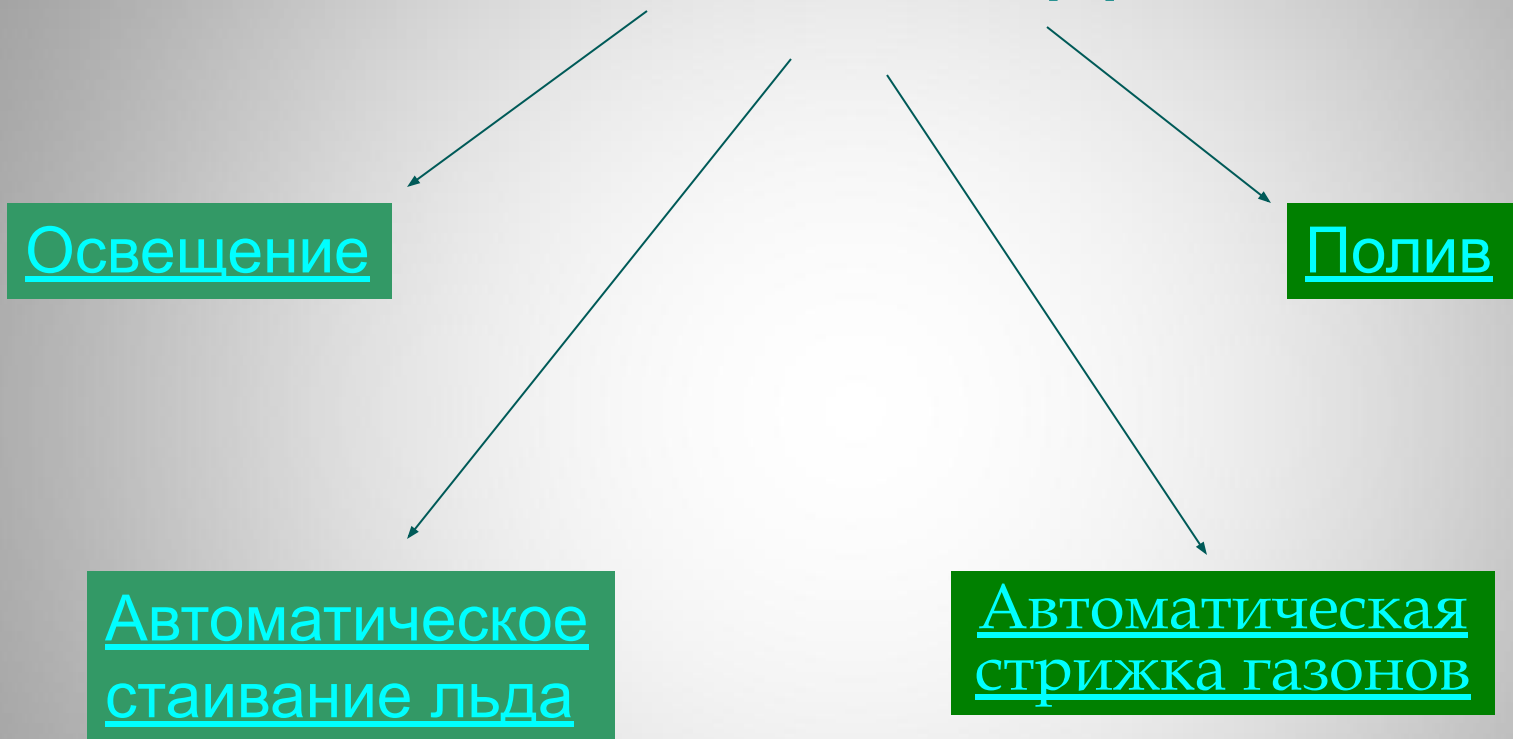 Освещение
Полив
Автоматическое
стаивание льда
Автоматическая
стрижка газонов